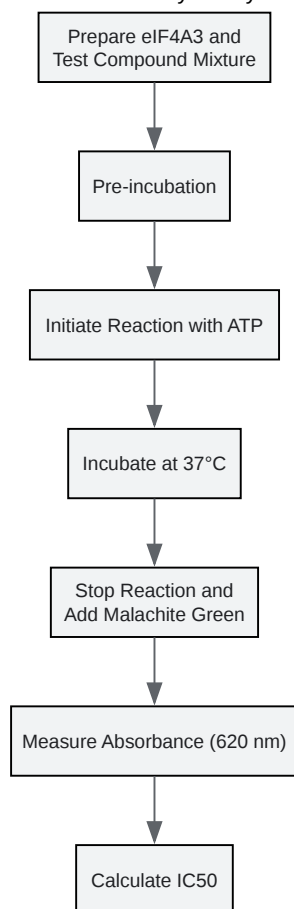 Prepare eIF4A3 and
Test Compound Mixture
Pre-incubation
Initiate Reaction with ATP
Incubate at 37°C
Stop Reaction and
Add Malachite Green
Measure Absorbance (620 nm)
Calculate IC50